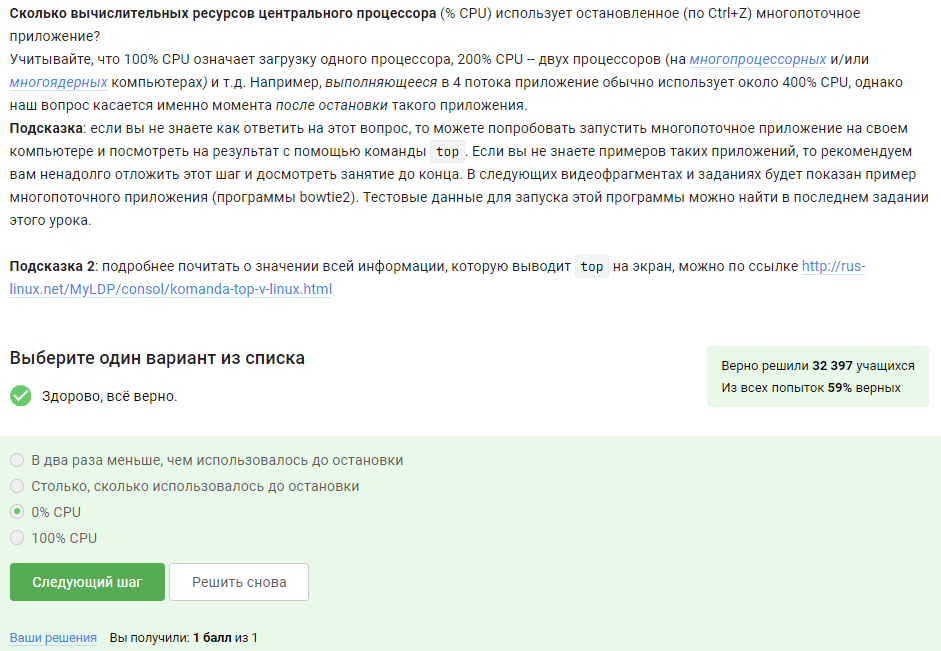 Сколько вычислительных ресурсов центрального процессора (% CPU) использует остановленное (по Ctrl+Z) многопоточное
приложение?
Учитывайте, что 100% CPU означает загрузку одного процессора, 200% CPU -- двух процессоров (на многопроцессорных и/или
многоядерных компьютерах) и т.д. Например, выполняющееся в 4 потока приложение обычно использует около 400% CPU, однако
наш вопрос касается именно момента после остановки такого приложения.
Подсказка: если вы не знаете как ответить на этот вопрос, то можете попробовать запустить многопоточное приложение на своем
компьютере и посмотреть на результат с помощью команды top. Если вы не знаете примеров таких приложений, то рекомендуем
вам ненадолго отложить этот шаг и досмотреть занятие до конца. В следующих видеофрагментах и заданиях будет показан пример
многопоточного приложения (программы bowtie2). Тестовые данные для запуска этой программы можно найти в последнем задании
этого урока.
Подсказка 2: подробнее почитать о значении всей информации, которую выводит top на экран, можно по ссылке http://rus-
linux.net/MyLDP/consol/komanda-top-v-linux.html
Выберите один вариант из списка
Здорово, всё верно.
Верно решили 32 397 учащихся
Из всех попыток 59% верных
В два раза меньше, чем использовалось до остановки
Столько, сколько использовалось до остановки
0% CPU
100% CPU
Следующий шаг
Решить снова
Ваши решения Вы получили: 1 балл из 1